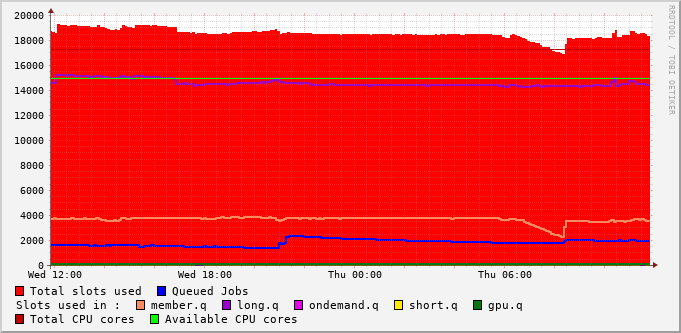 20000
18000
16000
14000
12000
10000
8000
6000
4000
2000
0
Wed 12:00 Wed 18:00 Thu 00:00 Thu 06:00
RRDTOOL / TOBI OETIKER
Total slots used Queued Jobs
Slots used in : member.q long.q ondemand.q short.q gpu.q
Total CPU cores Available CPU cores